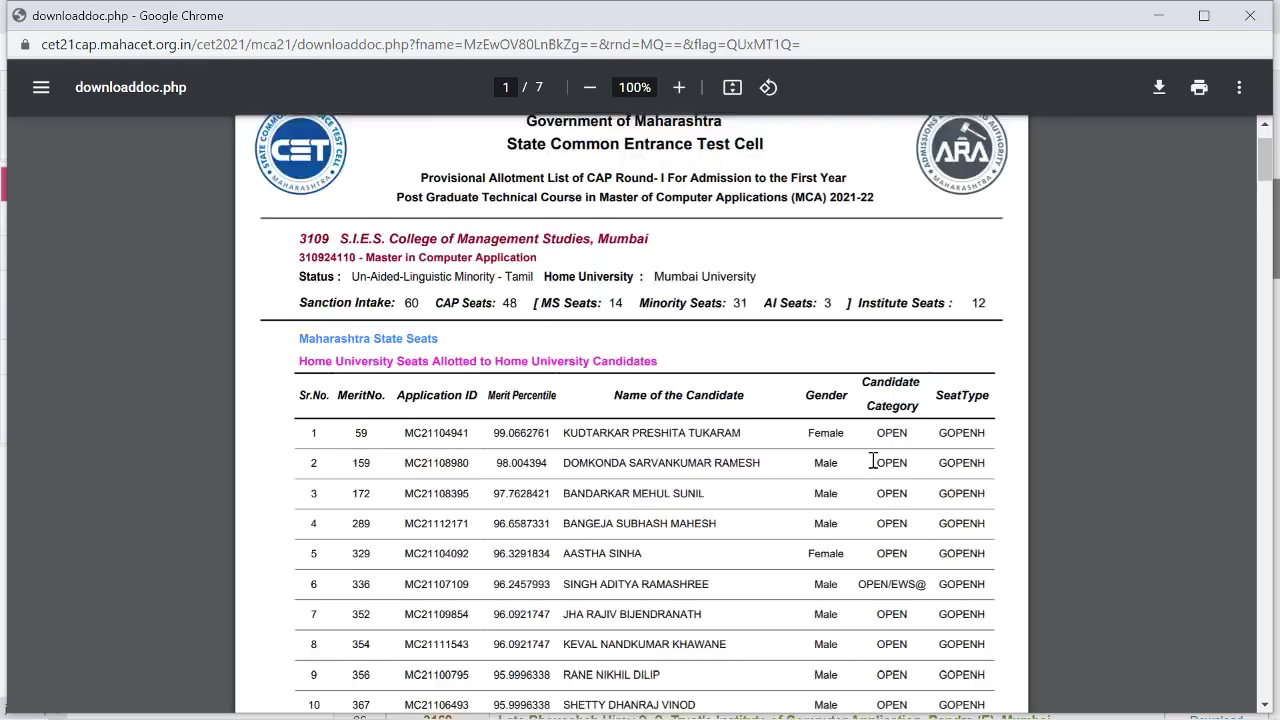 downloaddoc.php - Google Chrome
cet21cap.mahacet.org.in/cet2021/mca21/downloaddoc.php?fname=MzEwOV80LnBkZg==&rnd=MQ==&flag=QUxMT1Q=
downloaddoc.php 1 / 7 100%
Government of Maharashtra
State Common Entrance Test Cell
CET
ARA
Provisional Allotment List of CAP Round- I For Admission to the First Year
Post Graduate Technical Course in Master of Computer Applications (MCA) 2021-22
3109 S.I.E.S. College of Management Studies, Mumbai
310924110 - Master in Computer Application
Status : Un-Aided-Linguistic Minority - Tamil Home University : Mumbai University
Sanction Intake: 60 CAP Seats: 48 [ MS Seats: 14 Minority Seats: 31 AI Seats: 3 ] Institute Seats : 12
Maharashtra State Seats
Home University Seats Allotted to Home University Candidates
Sr.No. MeritNo. Application ID Merit Percentile Name of the Candidate Gender Candidate Category SeatType
1 59 MC21104941 99.0662761 KUDTARKAR PRESHITA TUKARAM Female OPEN GOPENH
2 159 MC21108980 98.004394 DOMKONDA SARVANKUMAR RAMESH Male OPEN GOPENH
3 172 MC21108395 97.7628421 BANDARKAR MEHUL SUNIL Male OPEN GOPENH
4 289 MC21112171 96.6587331 BANGEJA SUBHASH MAHESH Male OPEN GOPENH
5 329 MC21104092 96.3291834 AASTHA SINHA Female OPEN GOPENH
6 336 MC21107109 96.2457993 SINGH ADITYA RAMASHREE Male OPEN/EWS@ GOPENH
7 352 MC21109854 96.0921747 JHA RAJIV BIJENDRANATH Male OPEN GOPENH
8 354 MC21111543 96.0921747 KEVAL NANDKUMAR KHAWANE Male OPEN GOPENH
9 356 MC21100795 95.9996338 RANE NIKHIL DILIP Male OPEN GOPENH
10 367 MC21106493 95.9996338 SHETTY DHANRAJ VINOD Male OPEN GOPENH